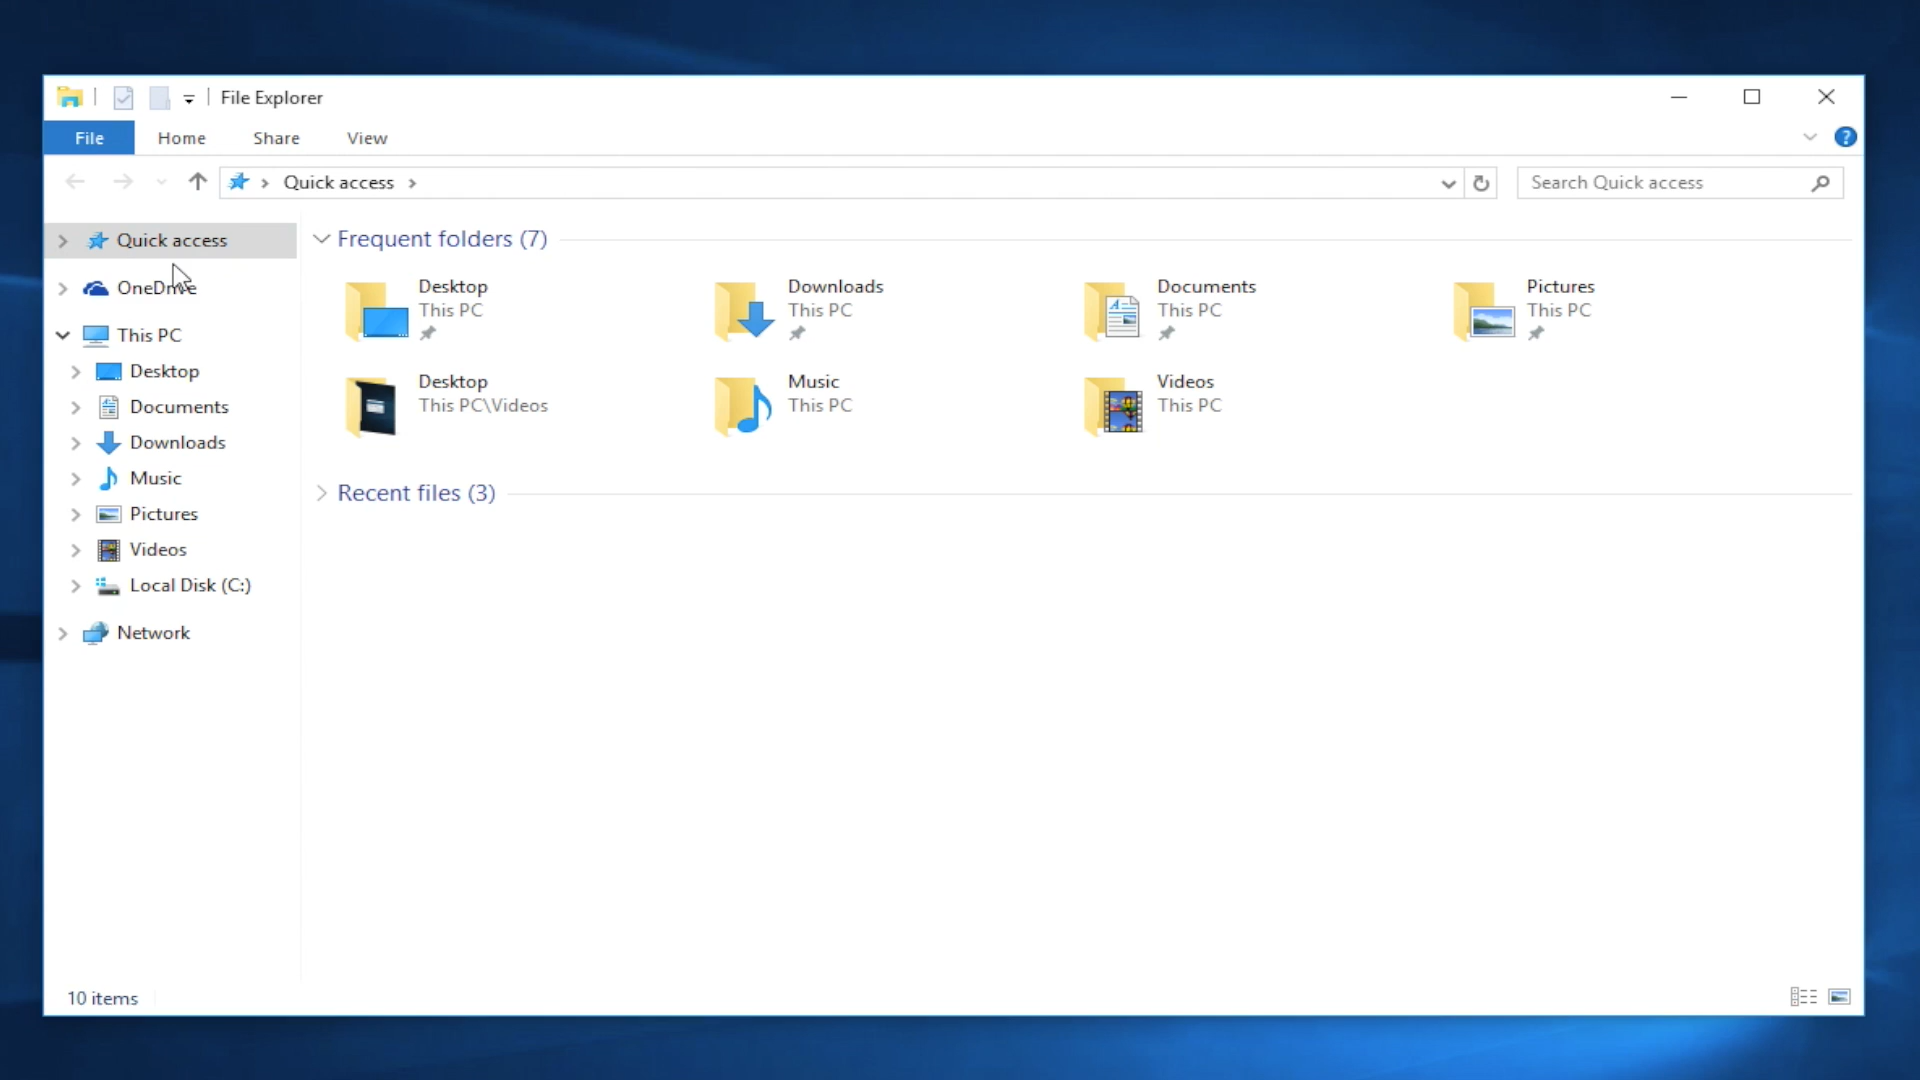 File Explorer
File Home Share View
Quick access
Search Quick access
Quick access
OneDrive
This PC
Desktop
Documents
Downloads
Music
Pictures
Videos
Local Disk (C:)
Network
Frequent folders (7)
Desktop
This PC
Downloads
This PC
Documents
This PC
Pictures
This PC
Desktop
This PC\Videos
Music
This PC
Videos
This PC
Recent files (3)
10 items